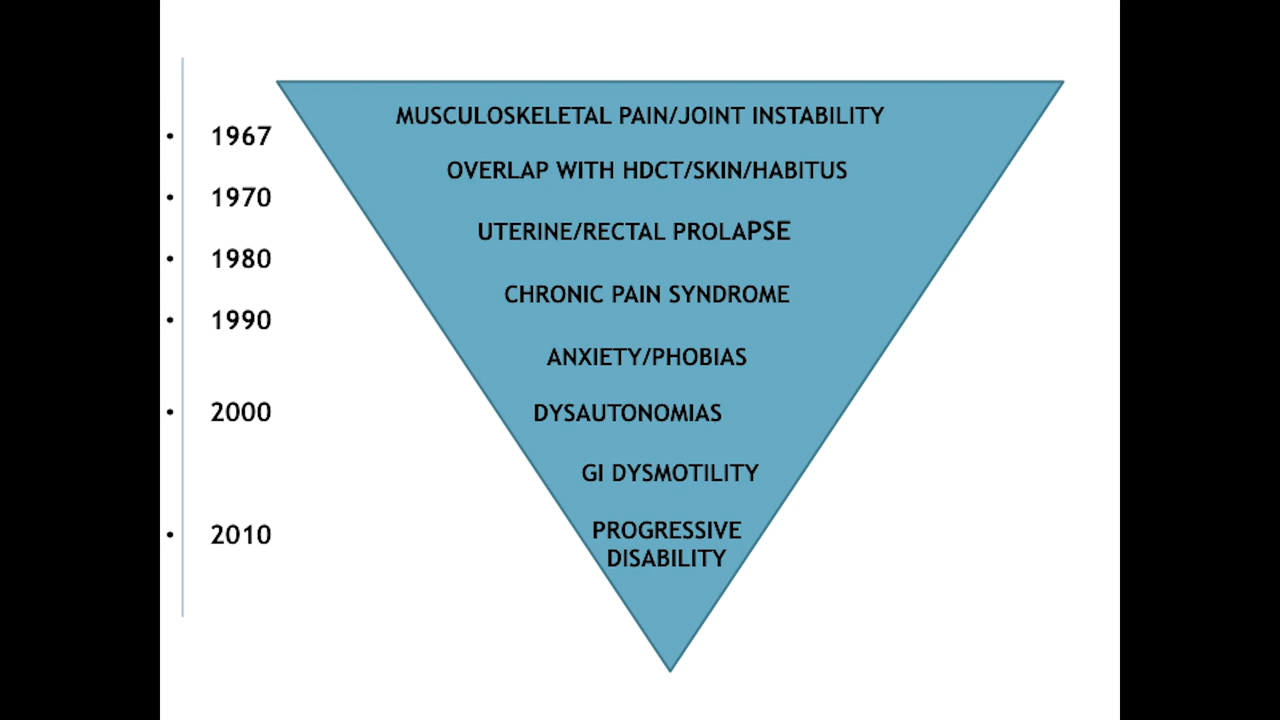 MUSCULOSKELETAL PAIN/JOINT INSTABILITY
• 1967
OVERLAP WITH HDCT/SKIN/HABITUS
• 1970
UTERINE/RECTAL PROLAPSE
• 1980
CHRONIC PAIN SYNDROME
• 1990
ANXIETY/PHOBIAS
• 2000
DYSAUTONOMIAS
GI DYSMOTILITY
• 2010
PROGRESSIVE
DISABILITY